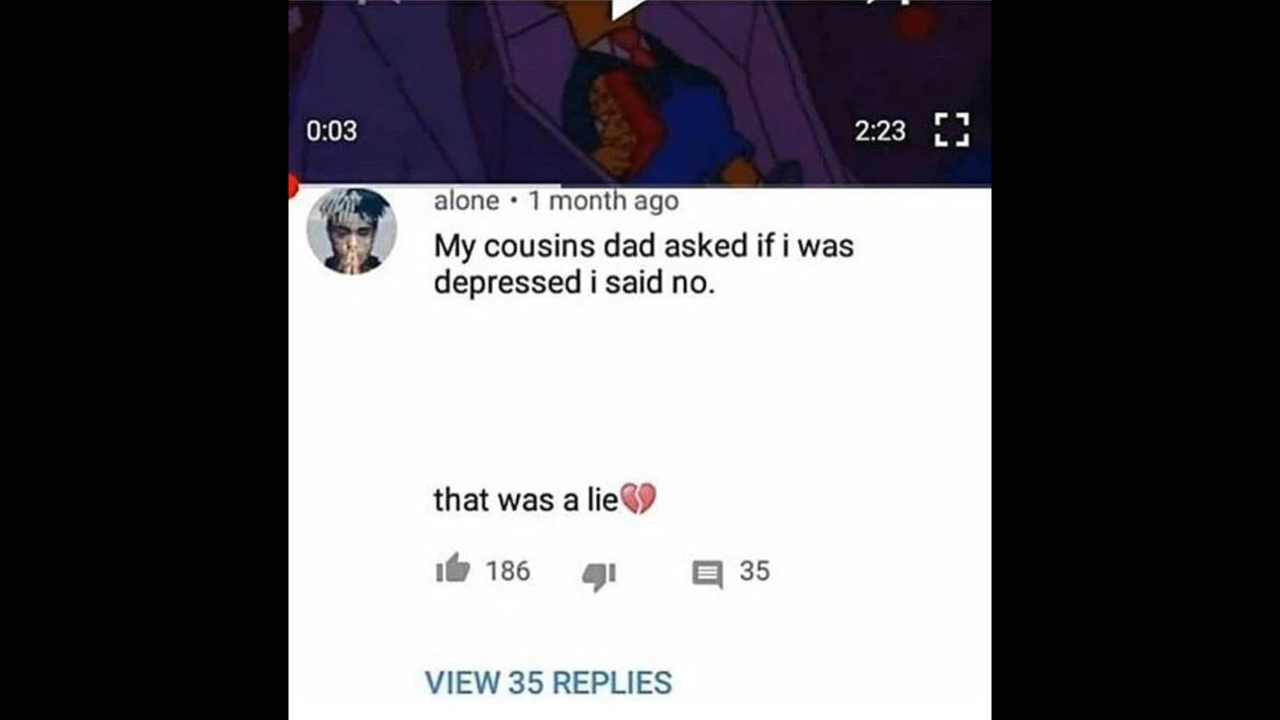 0:03 2:23
alone • 1 month ago
My cousins dad asked if i was
depressed i said no.
that was a lie💔
186 35
VIEW 35 REPLIES